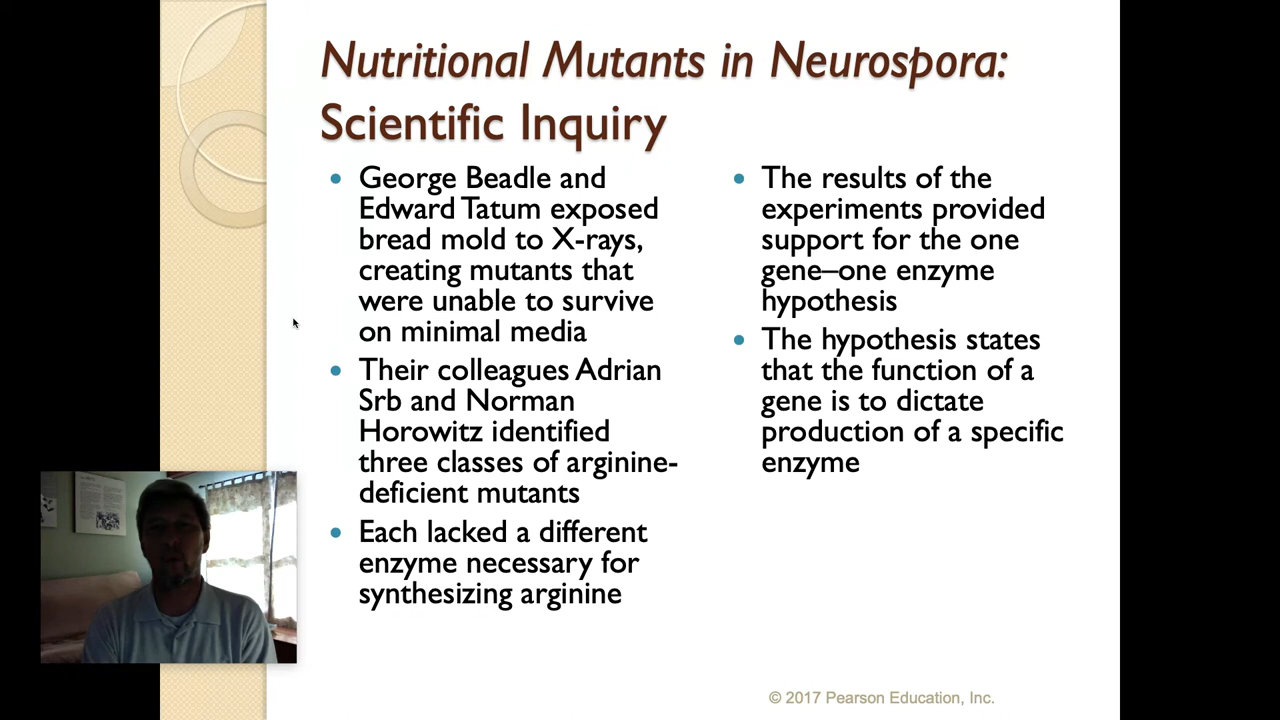 Nutritional Mutants in Neurospora:
Scientific Inquiry
• George Beadle and
Edward Tatum exposed
bread mold to X-rays,
creating mutants that
were unable to survive
on minimal media
• Their colleagues Adrian
Srb and Norman
Horowitz identified
three classes of arginine-
deficient mutants
• Each lacked a different
enzyme necessary for
synthesizing arginine
• The results of the
experiments provided
support for the one
gene–one enzyme
hypothesis
• The hypothesis states
that the function of a
gene is to dictate
production of a specific
enzyme
© 2017 Pearson Education, Inc.